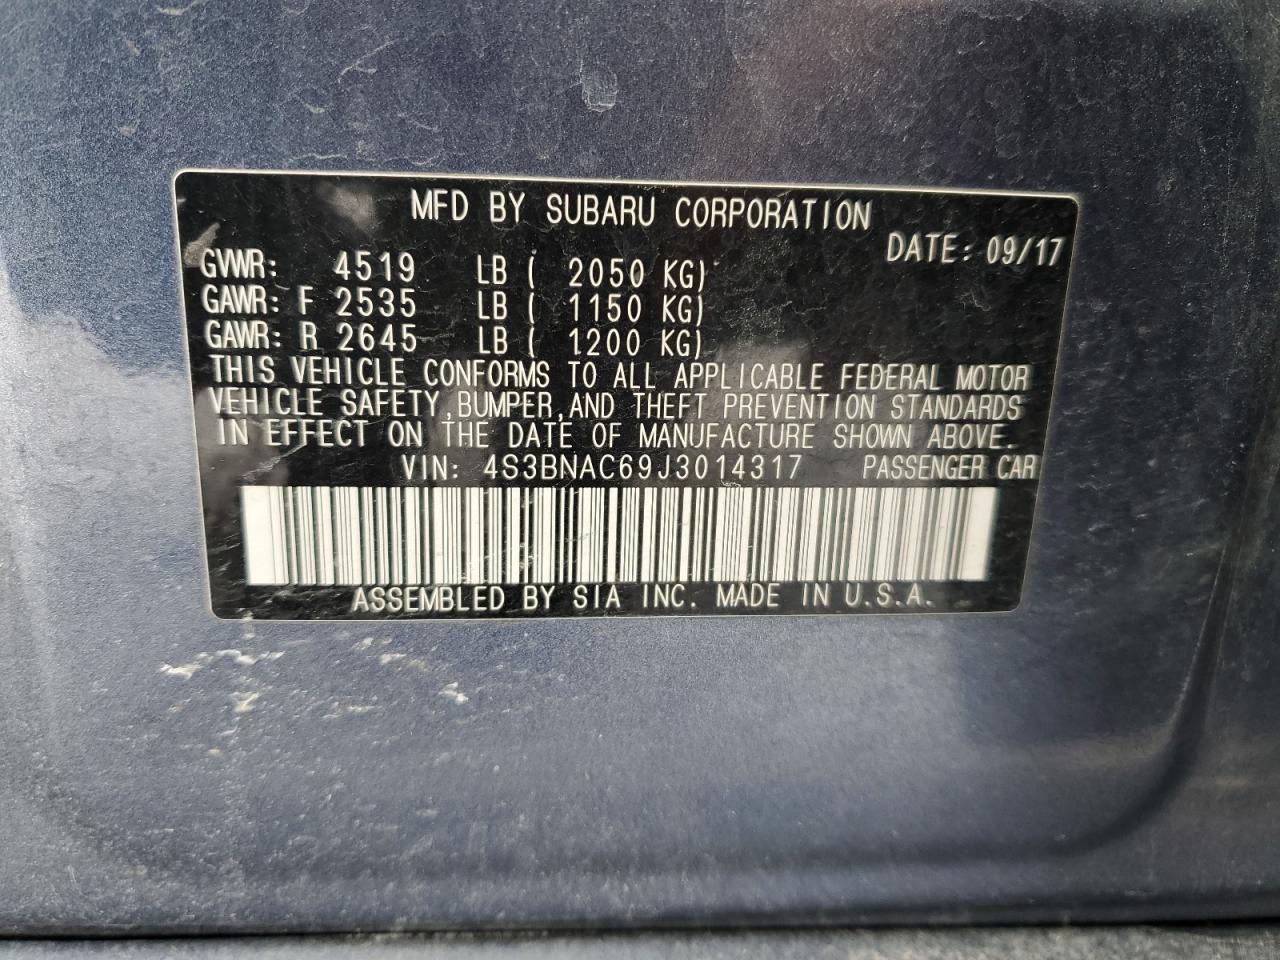 MFD BY SUBARU CORPORATION
DATE: 09/17
GVWR: 4519 LB ( 2050 KG)
GAWR: F 2535 LB ( 1150 KG)
GAWR: R 2645 LB ( 1200 KG)
THIS VEHICLE CONFORMS TO ALL APPLICABLE FEDERAL MOTOR
VEHICLE SAFETY,BUMPER,AND THEFT PREVENTION STANDARDS
IN EFFECT ON THE DATE OF MANUFACTURE SHOWN ABOVE.
VIN: 4S3BNAC69J3014317 PASSENGER CAR
ASSEMBLED BY SIA INC. MADE IN U.S.A.